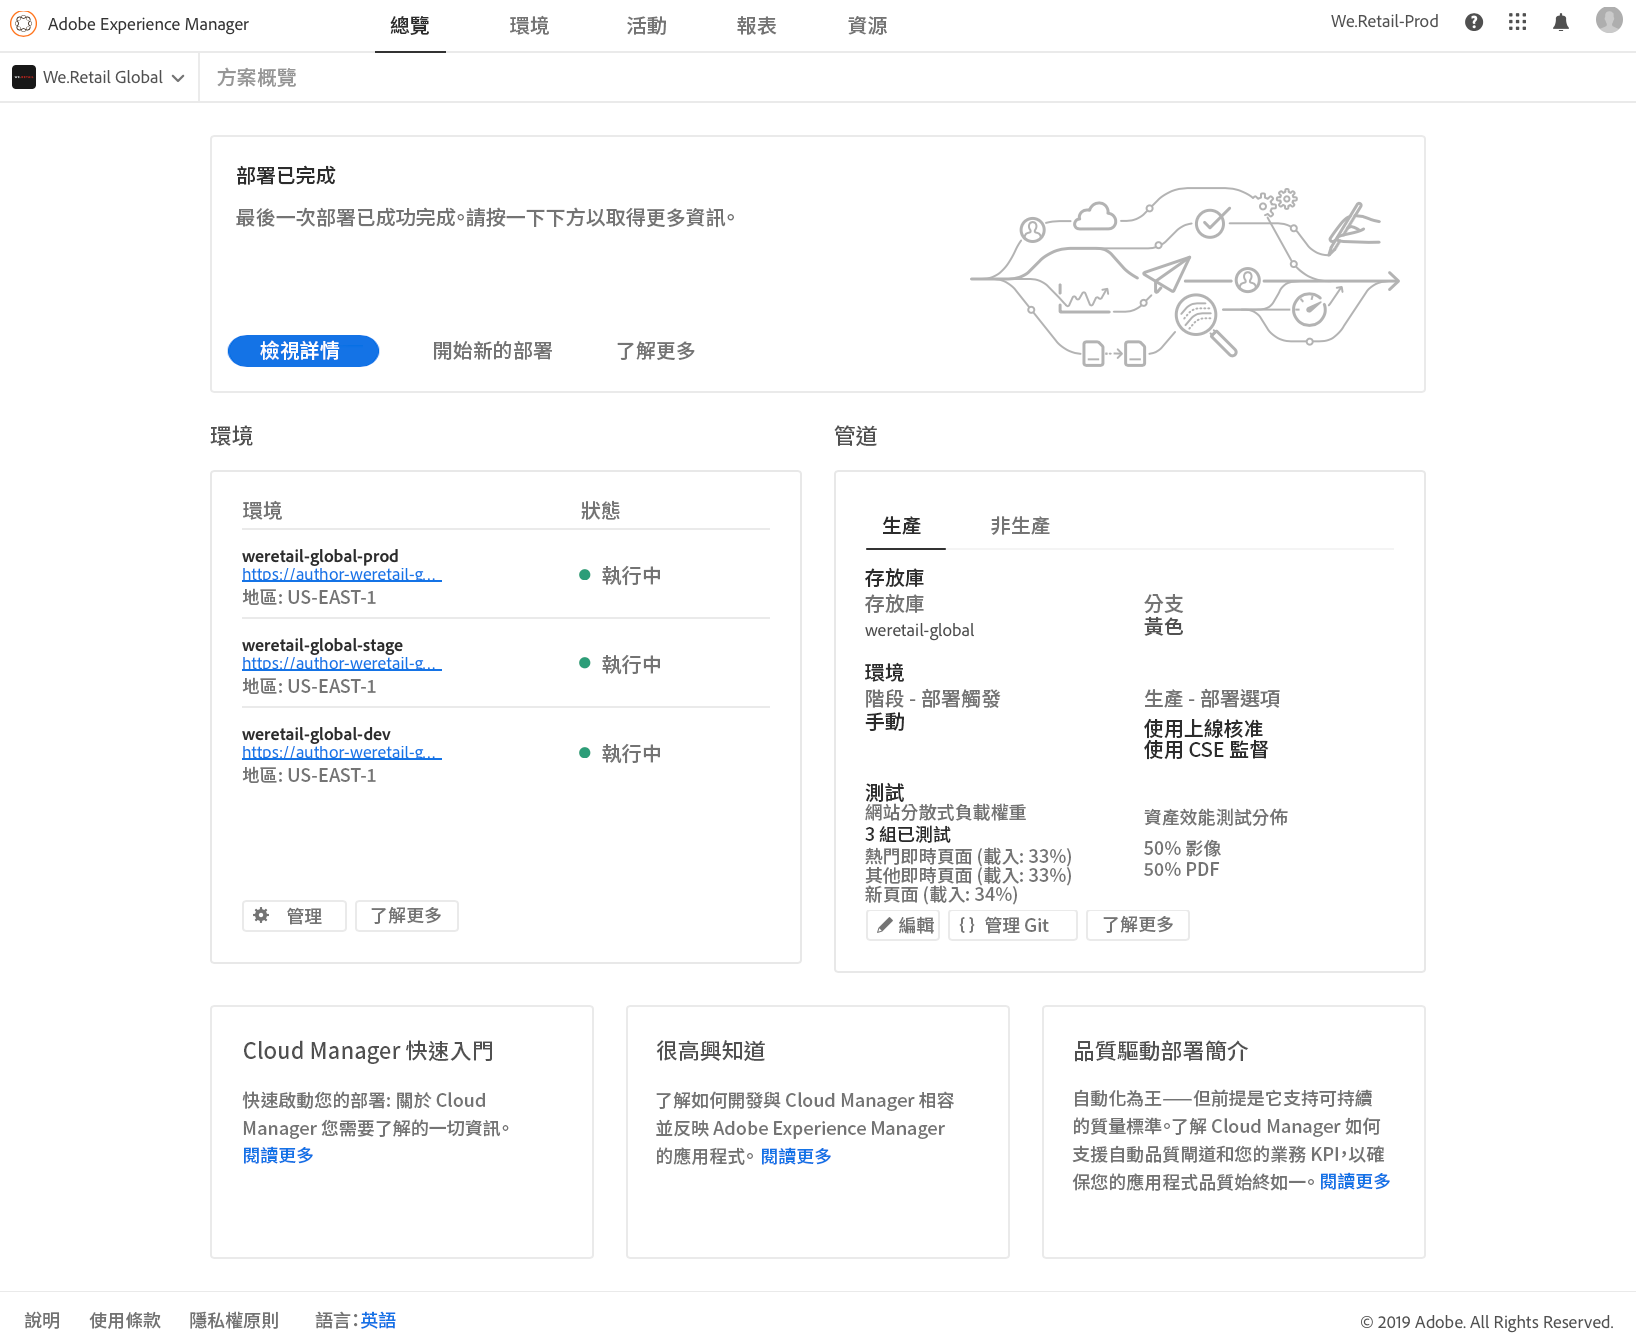 Adobe Experience Manager
總覽
環境
活動
報表
資源
We.Retail-Prod
We.Retail Global
方案概覽
部署已完成
最後一次部署已成功完成。請按一下下方以取得更多資訊。
檢視詳情
開始新的部署
了解更多
環境
環境
狀態
weretail-global-prod
https://author-weretail-g...
地區: US-EAST-1
執行中
weretail-global-stage
https://author-weretail-g...
地區: US-EAST-1
執行中
weretail-global-dev
https://author-weretail-g...
地區: US-EAST-1
執行中
管理
了解更多
管道
生產
非生產
存放庫
存放庫
weretail-global
分支
黃色
環境
階段 - 部署觸發
手動
生產 - 部署選項
使用上線核准
使用 CSE 監督
測試
網站分散式負載權重
3 組已測試
熱門即時頁面 (載入: 33%)
其他即時頁面 (載入: 33%)
新頁面 (載入: 34%)
資產效能測試分佈
50% 影像
50% PDF
編輯
{} 管理 Git
了解更多
Cloud Manager 快速入門
快速啟動您的部署: 關於 Cloud
Manager 您需要了解的一切資訊。
閱讀更多
很高興知道
了解如何開發與 Cloud Manager 相容
並反映 Adobe Experience Manager
的應用程式。 閱讀更多
品質驅動部署簡介
自動化為王——但前提是它支持可持續
的質量標準。了解 Cloud Manager 如何
支援自動品質閘道和您的業務 KPI，以確
保您的應用程式品質始終如一。 閱讀更多
說明
使用條款
隱私權原則
語言：英語
© 2019 Adobe. All Rights Reserved.